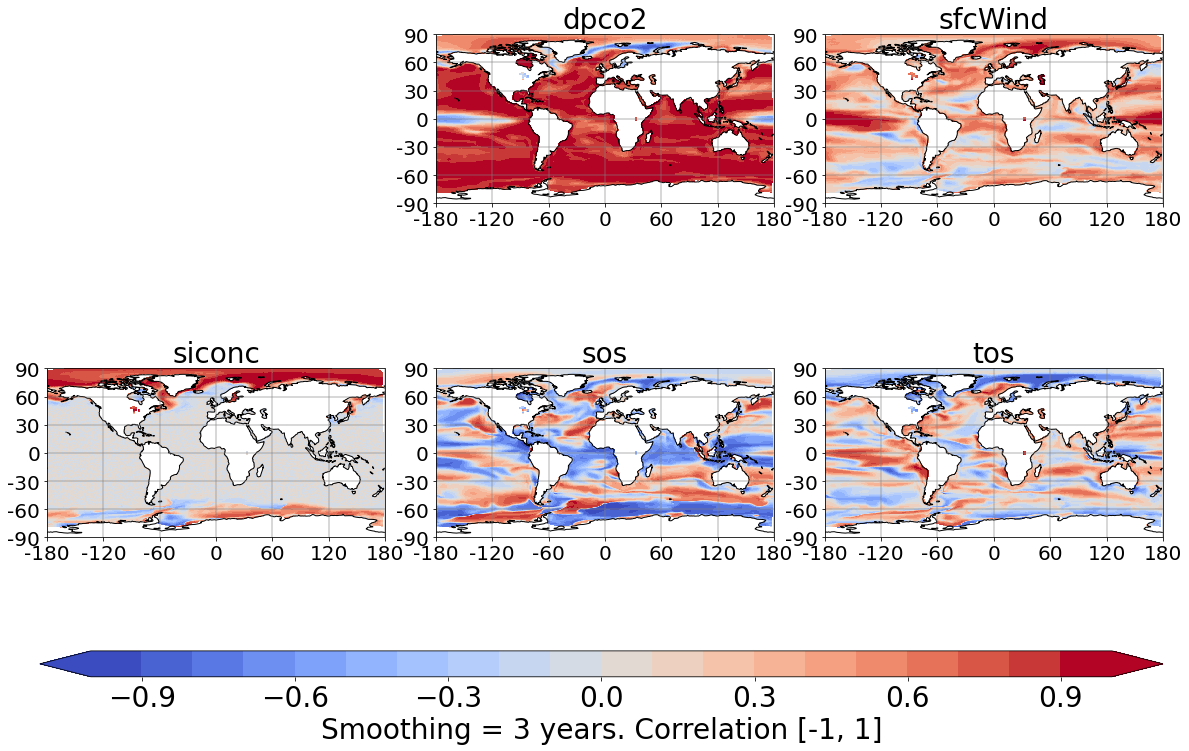 dpco2 sfcWind
90 90
60 60
30 30
0 0
-30 -30
-60 -60
-90 -90
-180 -120 -60 0 60 120 180 -180 -120 -60 0 60 120 180
siconc sos tos
90 90 90
60 60 60
30 30 30
0 0 0
-30 -30 -30
-60 -60 -60
-90 -90 -90
-180 -120 -60 0 60 120 180 -180 -120 -60 0 60 120 180 -180 -120 -60 0 60 120 180
−0.9 −0.6 −0.3 0.0 0.3 0.6 0.9
Smoothing = 3 years. Correlation [-1, 1]